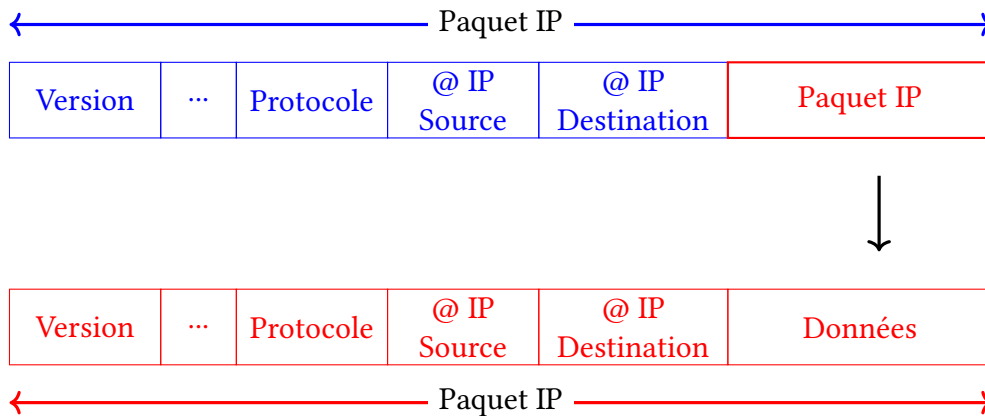 Paquet IP
Version ... Protocole @ IP Source @ IP Destination Paquet IP
Version ... Protocole @ IP Source @ IP Destination Données
Paquet IP